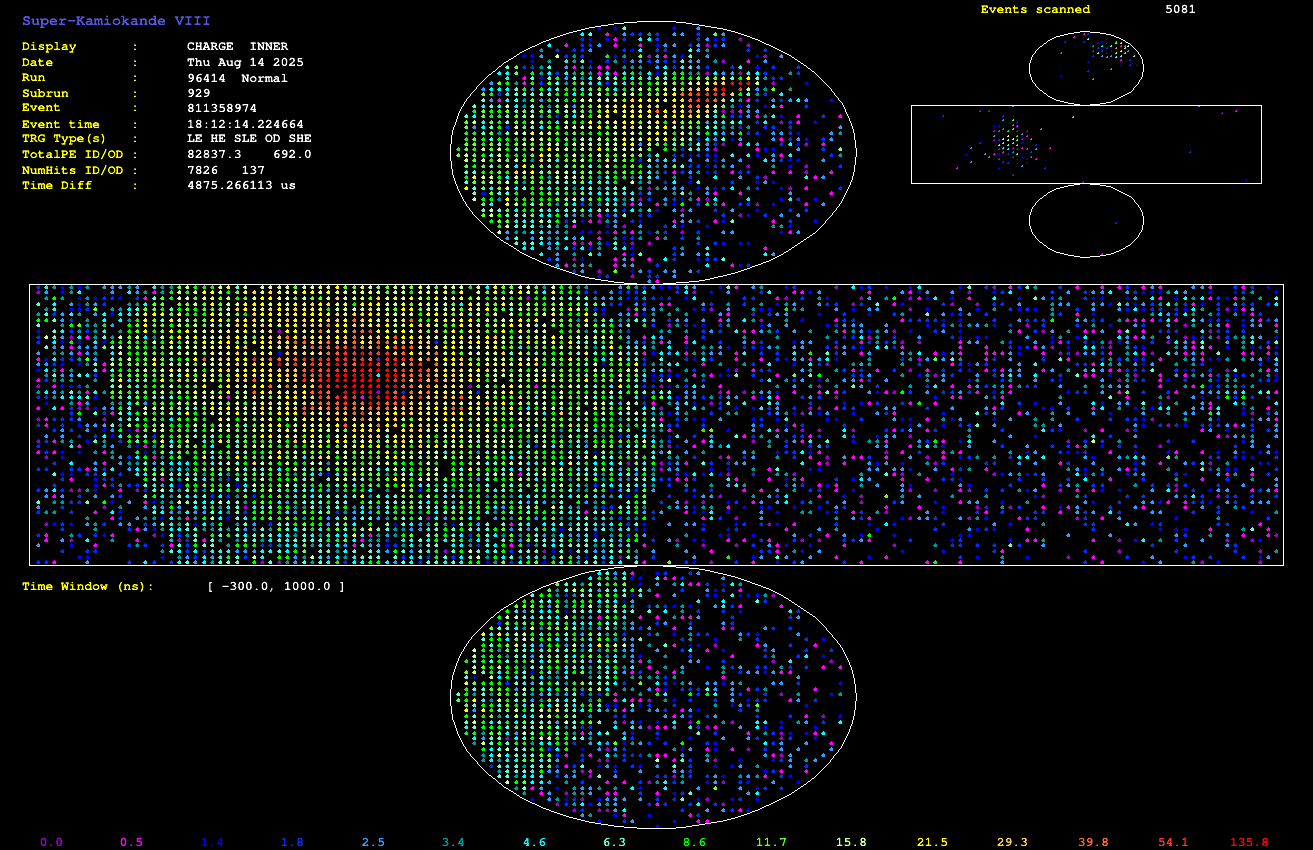 Super-Kamiokande VIII
Events scanned 5081
Display : CHARGE INNER
Date : Thu Aug 14 2025
Run : 96414 Normal
Subrun : 929
Event : 811358974
Event time : 18:12:14.224664
TRG Type(s) : LE HE SLE OD SHE
TotalPE ID/OD : 82837.3 692.0
NumHits ID/OD : 7826 137
Time Diff : 4875.266113 us
Time Window (ns): [ -300.0, 1000.0 ]
0.0 0.5 1.4 1.8 2.5 3.4 4.6 6.3 8.6 11.7 15.8 21.5 29.3 39.8 54.1 135.8